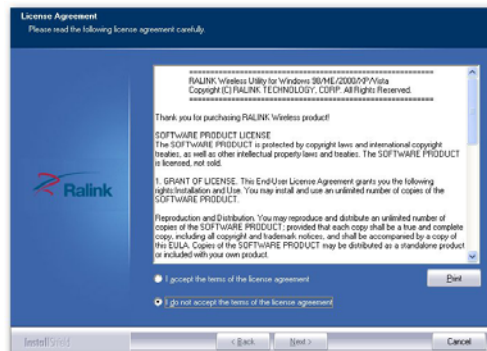 License Agreement
Please read the following license agreement carefully.
RALINK Wireless Utility for Windows 98/ME/2000/XP/Vista
Copyright (C) RALINK TECHNOLOGY, CORP. All Rights Reserved.
Thank you for purchasing RALINK Wireless product!
SOFTWARE PRODUCT LICENSE
The SOFTWARE PRODUCT is protected by copyright laws and international copyright
treaties, as well as other intellectual property laws and treaties. The SOFTWARE PRODUCT
is licensed, not sold.
1. GRANT OF LICENSE. This End-User License Agreement grants you the following
rights:Installation and Use. You may install and use an unlimited number of copies of the
SOFTWARE PRODUCT.
Ralink
Reproduction and Distribution. You may reproduce and distribute an unlimited number of
copies of the SOFTWARE PRODUCT; provided that each copy shall be a true and complete
copy, including all copyright and trademark notices, and shall be accompanied by a copy of
this EULA. Copies of the SOFTWARE PRODUCT may be distributed as a standalone product
or included with your own product.
I accept the terms of the license agreement
Print
I do not accept the terms of the license agreement
InstallShield
< Back
Next >
Cancel